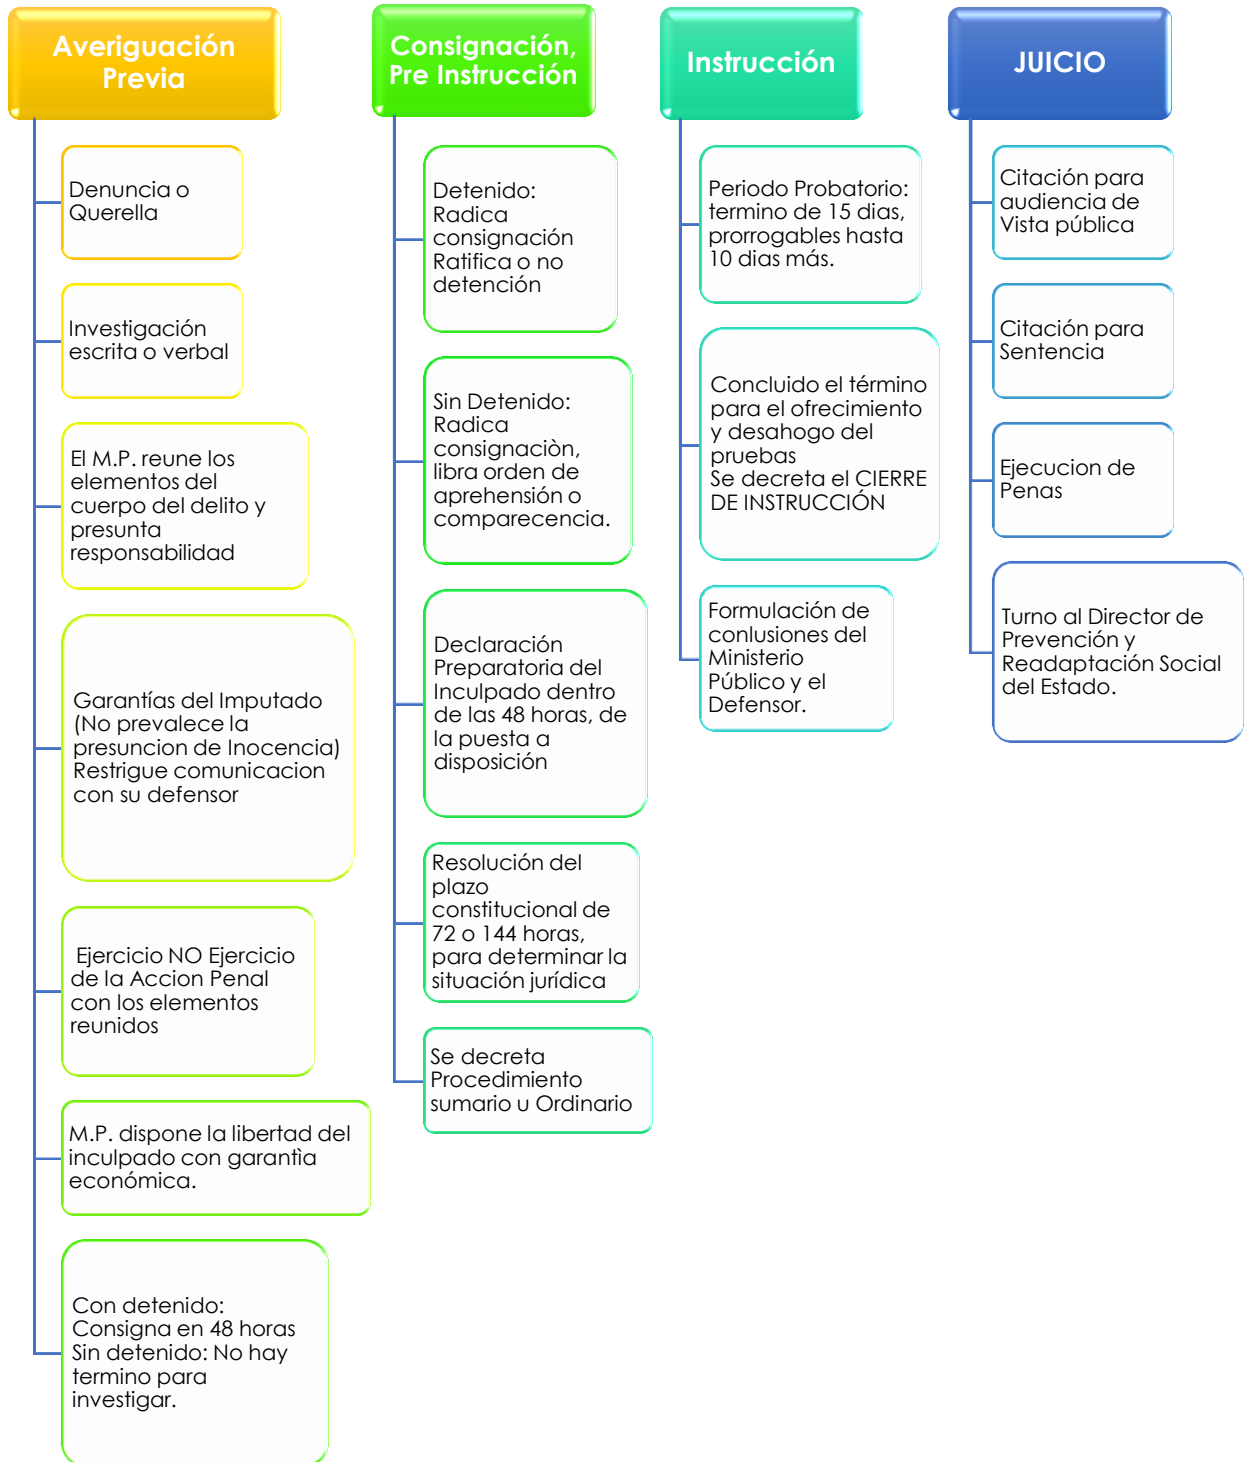 Averiguación
Previa
Denuncia o
Querella
Investigación
escrita o verbal
El M.P. reune los
elementos del
cuerpo del delito y
presunta
responsabilidad
Garantías del Imputado
(No prevalece la
presuncion de Inocencia)
Restrigue comunicacion
con su defensor
Ejercicio NO Ejercicio
de la Accion Penal
con los elementos
reunidos
M.P. dispone la libertad del
inculpado con garantìa
económica.
Con detenido:
Consigna en 48 horas
Sin detenido: No hay
termino para
investigar.
Consignación,
Pre Instrucción
Detenido:
Radica
consignación
Ratifica o no
detención
Sin Detenido:
Radica
consignaciòn,
libra orden de
aprehensión o
comparecencia.
Declaración
Preparatoria del
Inculpado dentro
de las 48 horas, de
la puesta a
disposición
Resolución del
plazo
constitucional de
72 o 144 horas,
para determinar la
situación jurídica
Se decreta
Procedimiento
sumario u Ordinario
Instrucción
Periodo Probatorio:
termino de 15 dias,
prorrogables hasta
10 dias más.
Concluido el término
para el ofrecimiento
y desahogo del
pruebas
Se decreta el CIERRE
DE INSTRUCCIÓN
Formulación de
conlusiones del
Ministerio
Público y el
Defensor.
JUICIO
Citación para
audiencia de
Vista pública
Citación para
Sentencia
Ejecucion de
Penas
Turno al Director de
Prevención y
Readaptación Social
del Estado.